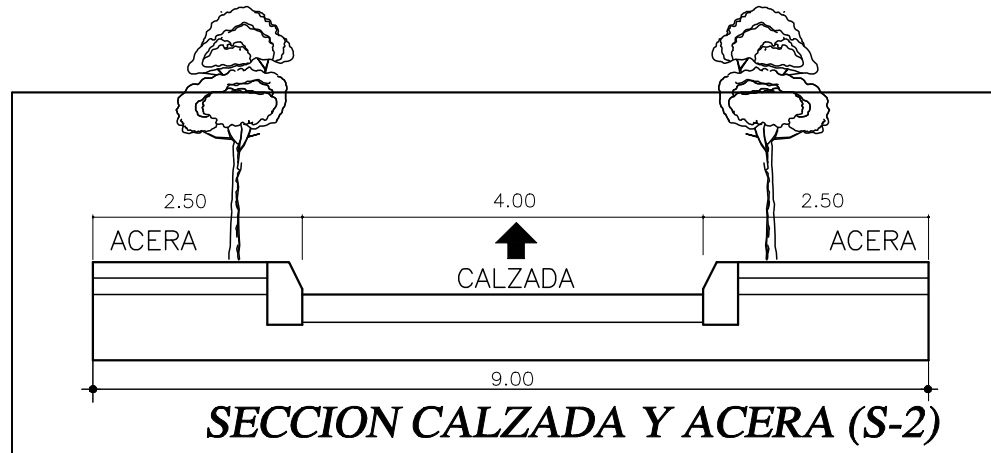 2.50 4.00 2.50
ACERA ACERA
CALZADA
9.00
SECCION CALZADA Y ACERA (S-2)